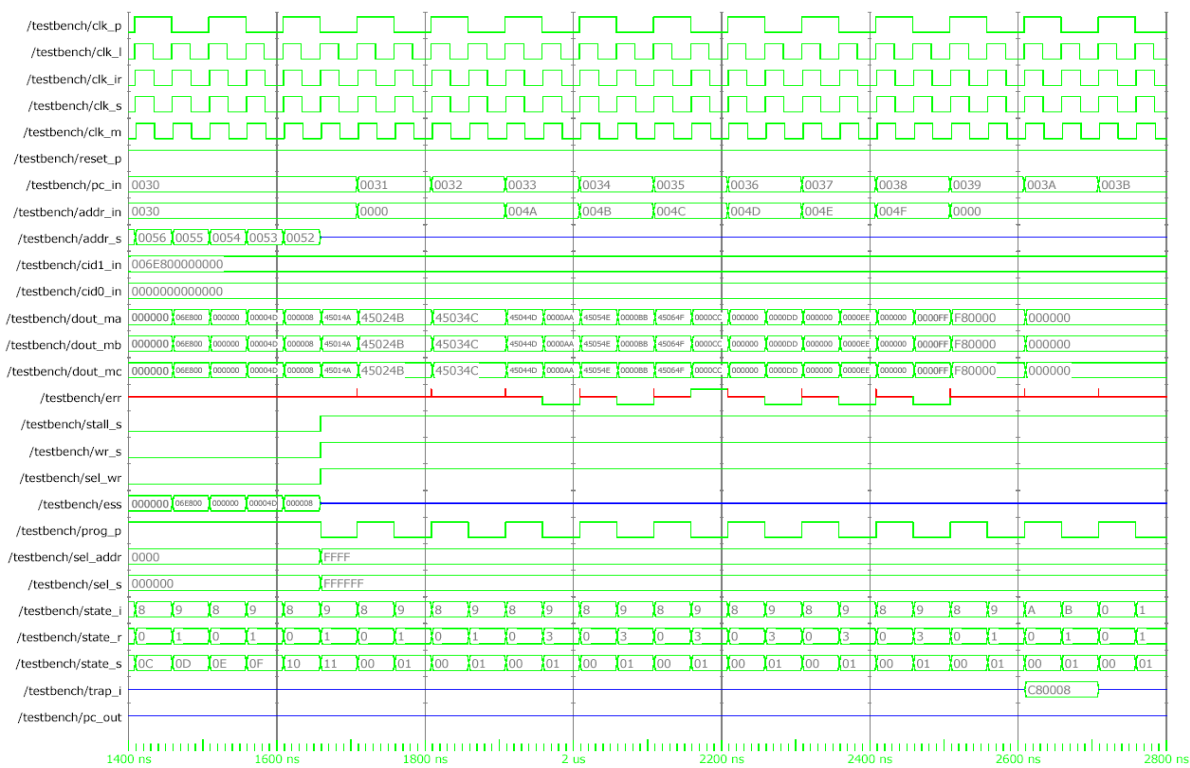 /testbench/clk_p
/testbench/clk_l
/testbench/clk_ir
/testbench/clk_s
/testbench/clk_m
/testbench/reset_p
/testbench/pc_in 0030 0031 0032 0033 0034 0035 0036 0037 0038 0039 003A 003B
/testbench/addr_in 0030 0000 004A 004B 004C 004D 004E 004F 0000
/testbench/addr_s 0056 0055 0054 0053 0052
/testbench/cid1_in 006E800000000
/testbench/cid0_in 0000000000000
/testbench/dout_ma 000000 06E800 000000 00004D 000008 45014A 45024B 45034C 45044D 0000AA 45054E 0000BB 45064F 0000CC 000000 0000DD 000000 0000EE 000000 0000FF F80000 000000
/testbench/dout_mb 000000 06E800 000000 00004D 000008 45014A 45024B 45034C 45044D 0000AA 45054E 0000BB 45064F 0000CC 000000 0000DD 000000 0000EE 000000 0000FF F80000 000000
/testbench/dout_mc 000000 06E800 000000 00004D 000008 45014A 45024B 45034C 45044D 0000AA 45054E 0000BB 45064F 0000CC 000000 0000DD 000000 0000EE 000000 0000FF F80000 000000
/testbench/err
/testbench/stall_s
/testbench/wr_s
/testbench/sel_wr
/testbench/ess 000000 06E800 000000 00004D 000008
/testbench/prog_p
/testbench/sel_addr 0000 FFFF
/testbench/sel_s 000000 FFFFFF
/testbench/state_i 8 9 8 9 8 9 8 9 8 9 8 9 8 9 8 9 8 9 8 9 8 9 8 9 A B 0 1
/testbench/state_r 0 1 0 1 0 1 0 1 0 1 0 3 0 3 0 3 0 3 0 3 0 3 0 1 0 1 0 1
/testbench/state_s 0C 0D 0E 0F 10 11 00 01 00 01 00 01 00 01 00 01 00 01 00 01 00 01 00 01 00 01 00 01
/testbench/trap_i C80008
/testbench/pc_out
1400 ns 1600 ns 1800 ns 2 us 2200 ns 2400 ns 2600 ns 2800 ns